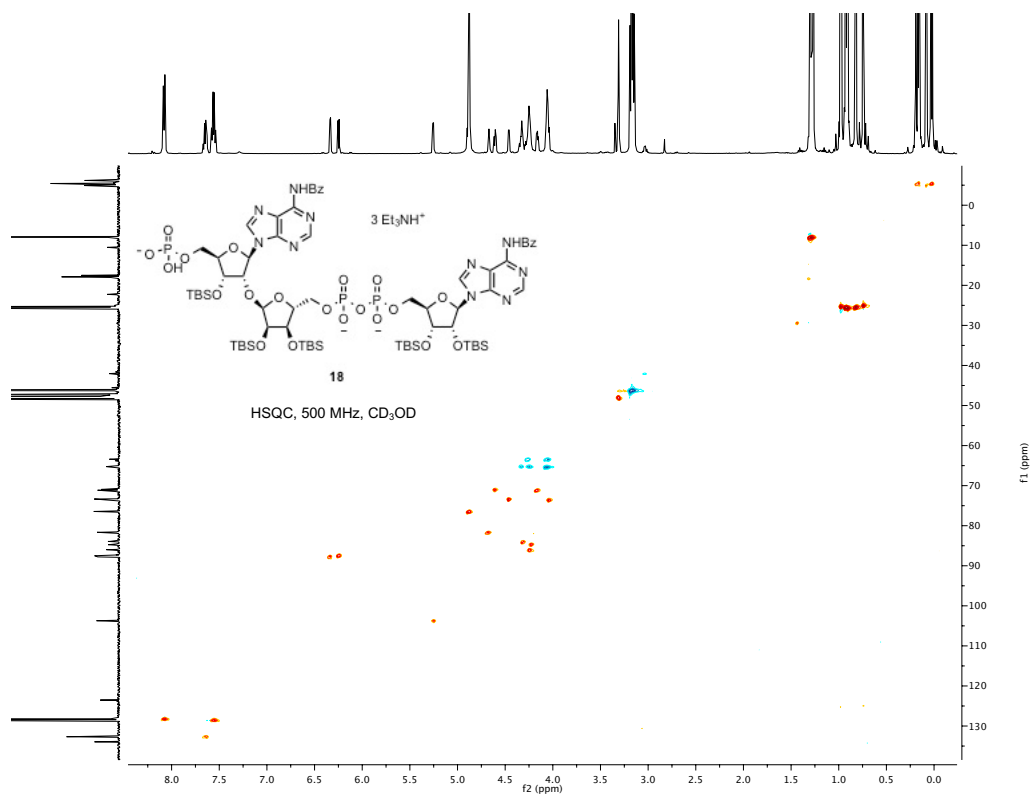 NHBz
N
N
N
N
3 Et₃NH⁺
O
⁻O-P-O
OH
O
NHBz
TBSO
O
N
N
N
N
O
O
O
O-P-O-P-O
O
O
O
⁻
⁻
TBSO
OTBS
TBSO
OTBS
18
HSQC, 500 MHz, CD₃OD
0
10
20
30
40
50
60
70
80
90
100
110
120
130
f1 (ppm)
8.0
7.5
7.0
6.5
6.0
5.5
5.0
4.5
4.0
3.5
3.0
2.5
2.0
1.5
1.0
0.5
0.0
f2 (ppm)